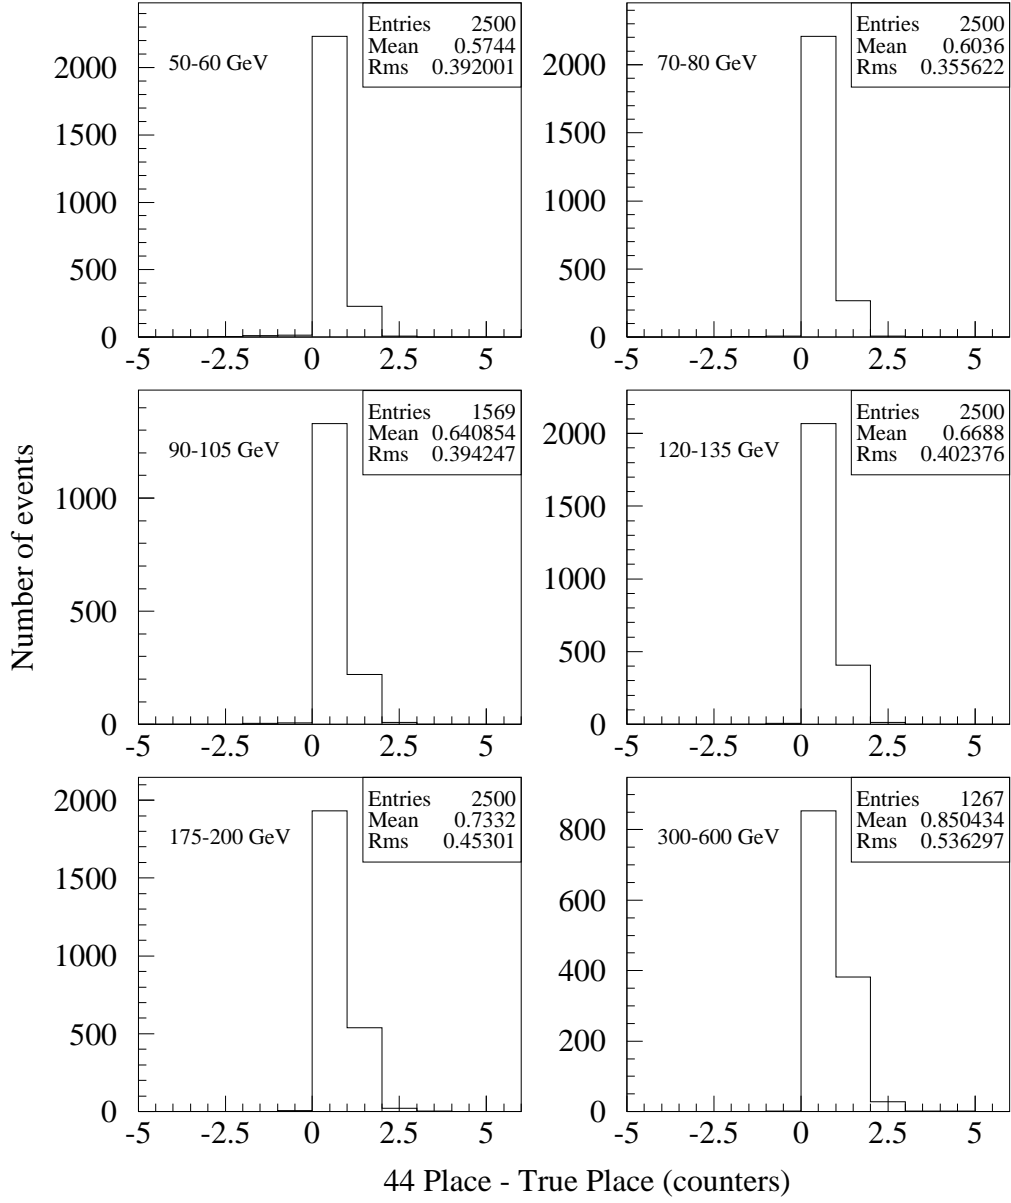 Entries 2500
Mean 0.5744
Rms 0.392001
50-60 GeV
2000
1500
1000
500
0
-5 -2.5 0 2.5 5
Entries 2500
Mean 0.6036
Rms 0.355622
70-80 GeV
2000
1500
1000
500
0
-5 -2.5 0 2.5 5
Entries 1569
Mean 0.640854
Rms 0.394247
90-105 GeV
1000
500
0
-5 -2.5 0 2.5 5
Entries 2500
Mean 0.6688
Rms 0.402376
120-135 GeV
2000
1500
1000
500
0
-5 -2.5 0 2.5 5
Entries 2500
Mean 0.7332
Rms 0.45301
175-200 GeV
2000
1500
1000
500
0
-5 -2.5 0 2.5 5
Entries 1267
Mean 0.850434
Rms 0.536297
300-600 GeV
800
600
400
200
0
-5 -2.5 0 2.5 5
Number of events
44 Place - True Place (counters)